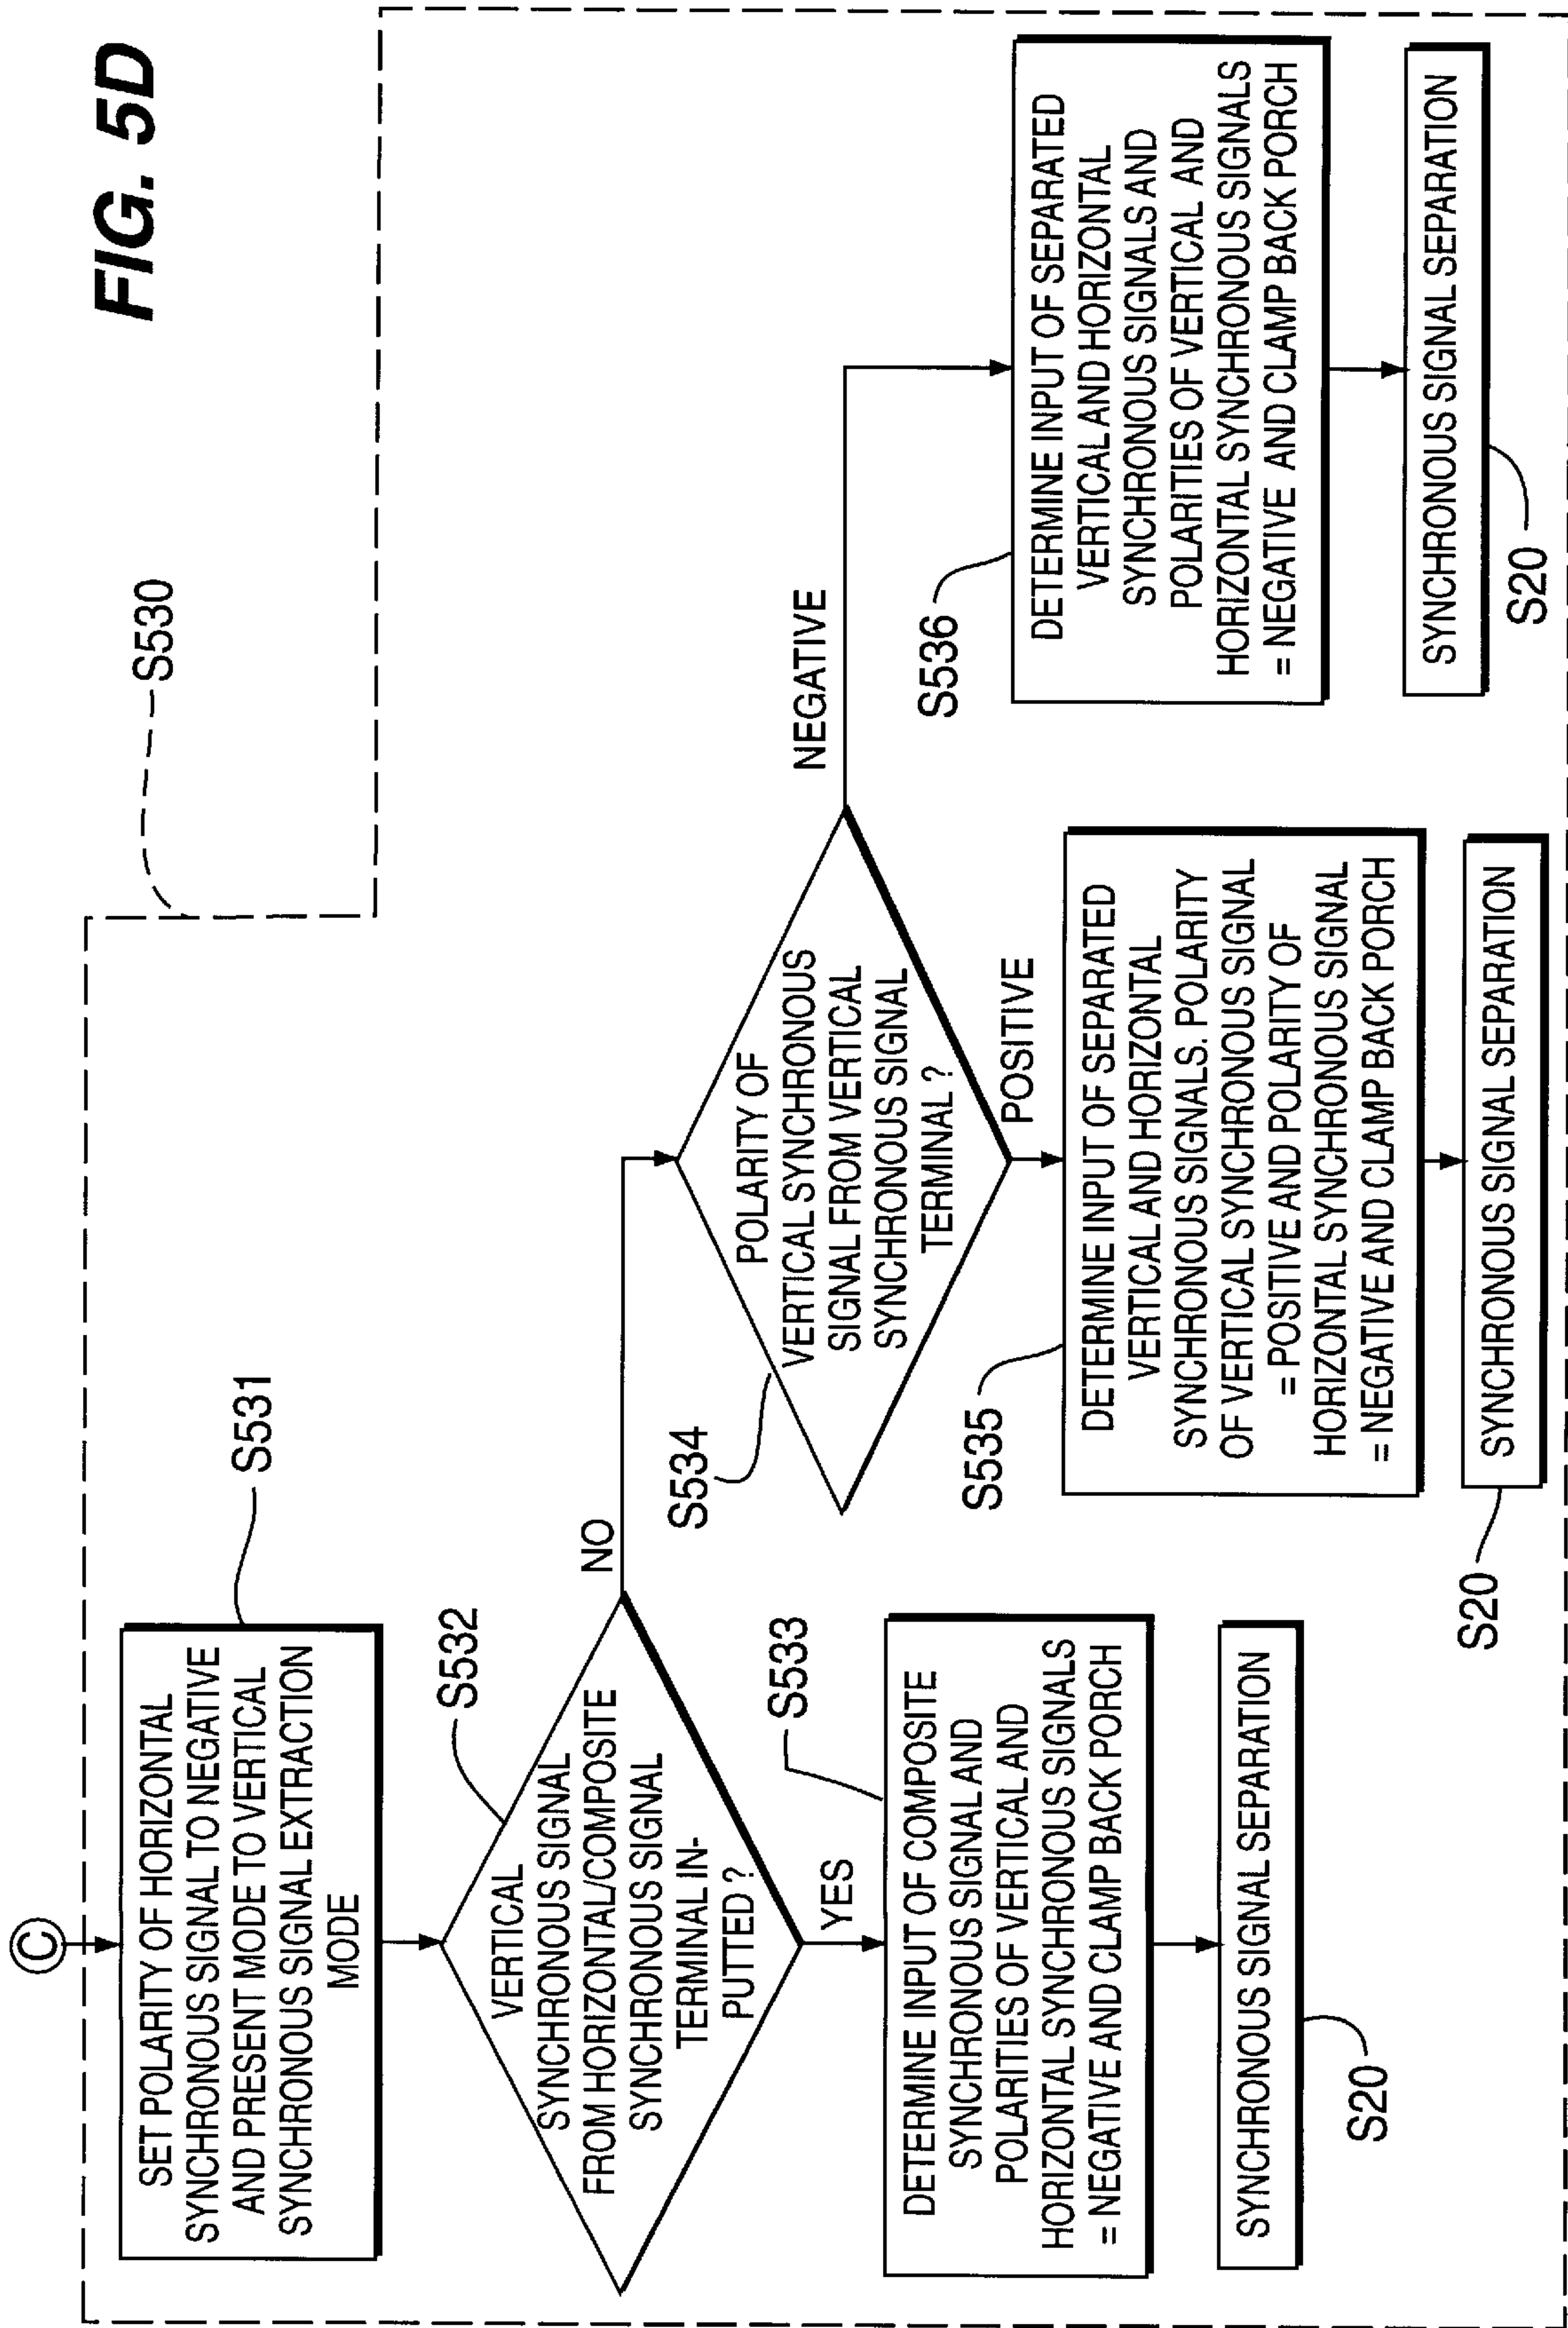 FIG. 5D
S530
C
SET POLARITY OF HORIZONTAL
SYNCHRONOUS SIGNAL TO NEGATIVE
AND PRESENT MODE TO VERTICAL
SYNCHRONOUS SIGNAL EXTRACTION
MODE
S531
VERTICAL
SYNCHRONOUS SIGNAL
FROM HORIZONTAL/COMPOSITE
SYNCHRONOUS SIGNAL
TERMINAL IN-
PUTTED ?
S532
NO
YES
DETERMINE INPUT OF COMPOSITE
SYNCHRONOUS SIGNAL AND
POLARITIES OF VERTICAL AND
HORIZONTAL SYNCHRONOUS SIGNALS
= NEGATIVE AND CLAMP BACK PORCH
S533
SYNCHRONOUS SIGNAL SEPARATION
S20
S534
POLARITY OF
VERTICAL SYNCHRONOUS
SIGNAL FROM VERTICAL
SYNCHRONOUS SIGNAL
TERMINAL ?
NEGATIVE
POSITIVE
S535
DETERMINE INPUT OF SEPARATED
VERTICAL AND HORIZONTAL
SYNCHRONOUS SIGNALS. POLARITY
OF VERTICAL SYNCHRONOUS SIGNAL
= POSITIVE AND POLARITY OF
HORIZONTAL SYNCHRONOUS SIGNAL
= NEGATIVE AND CLAMP BACK PORCH
SYNCHRONOUS SIGNAL SEPARATION
S20
S536
DETERMINE INPUT OF SEPARATED
VERTICAL AND HORIZONTAL
SYNCHRONOUS SIGNALS AND
POLARITIES OF VERTICAL AND
HORIZONTAL SYNCHRONOUS SIGNALS
= NEGATIVE AND CLAMP BACK PORCH
SYNCHRONOUS SIGNAL SEPARATION
S20